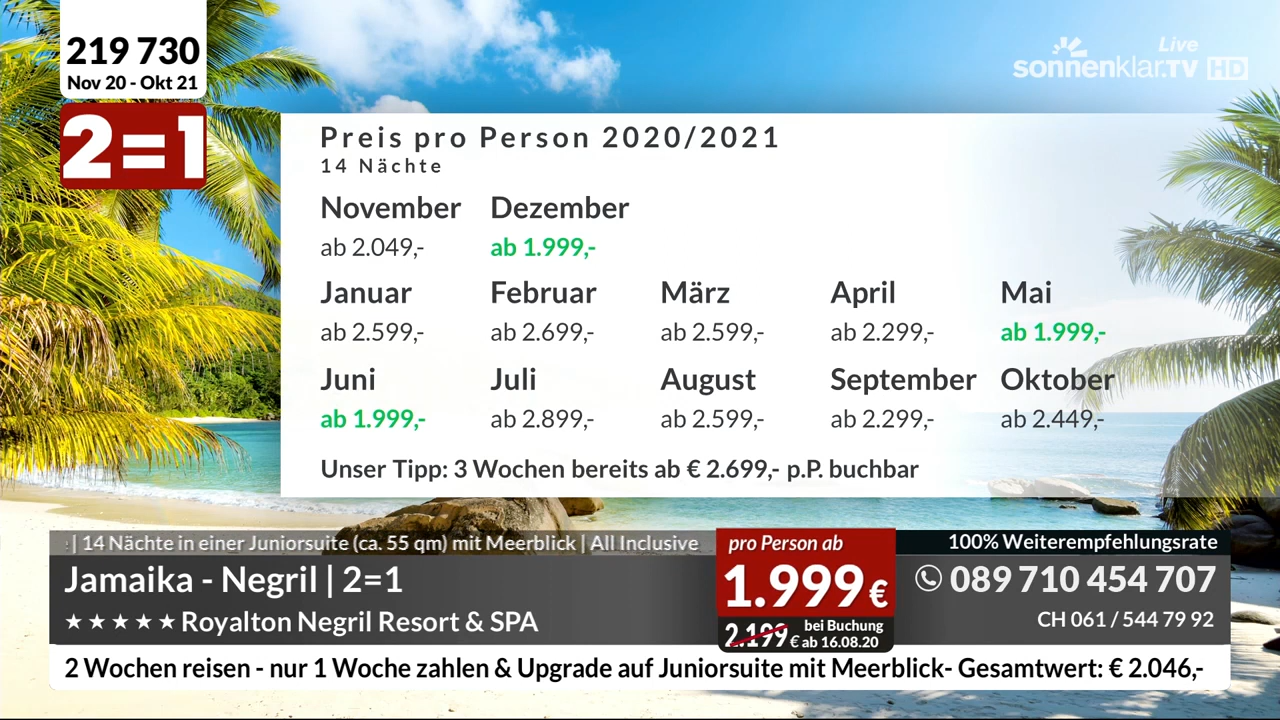 219 730
Nov 20 - Okt 21
2=1
Live
sonnenklar.TV HD
Preis pro Person 2020/2021
14 Nächte
November Dezember
ab 2.049,- ab 1.999,-
Januar Februar März April Mai
ab 2.599,- ab 2.699,- ab 2.599,- ab 2.299,- ab 1.999,-
Juni Juli August September Oktober
ab 1.999,- ab 2.899,- ab 2.599,- ab 2.299,- ab 2.449,-
Unser Tipp: 3 Wochen bereits ab € 2.699,- p.P. buchbar
| 14 Nächte in einer Juniorsuite (ca. 55 qm) mit Meerblick | All Inclusive
Jamaika - Negril | 2=1
★★★★★ Royalton Negril Resort & SPA
pro Person ab
1.999 €
2.199 € bei Buchung ab 16.08.20
100% Weiterempfehlungsrate
089 710 454 707
CH 061 / 544 79 92
2 Wochen reisen - nur 1 Woche zahlen & Upgrade auf Juniorsuite mit Meerblick- Gesamtwert: € 2.046,-